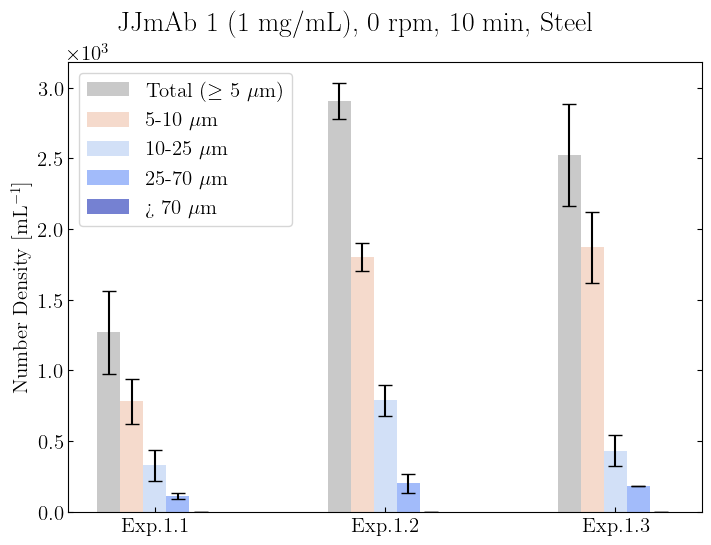 JJmAb 1 (1 mg/mL), 0 rpm, 10 min, Steel
×10³
3.0
2.5
2.0
1.5
1.0
0.5
0.0
Number Density [mL⁻¹]
Total (≥ 5 μm)
5-10 μm
10-25 μm
25-70 μm
> 70 μm
Exp.1.1 Exp.1.2 Exp.1.3